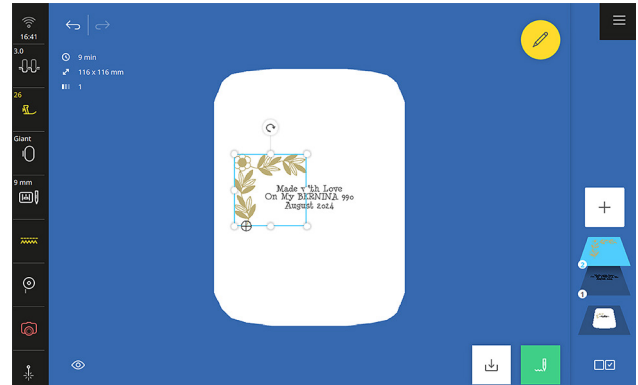 16:41
3.0
26
Giant
9 mm
9 min
116 x 116 mm
1
Made th Love
On My BERNINA 990
August 2024
2
1